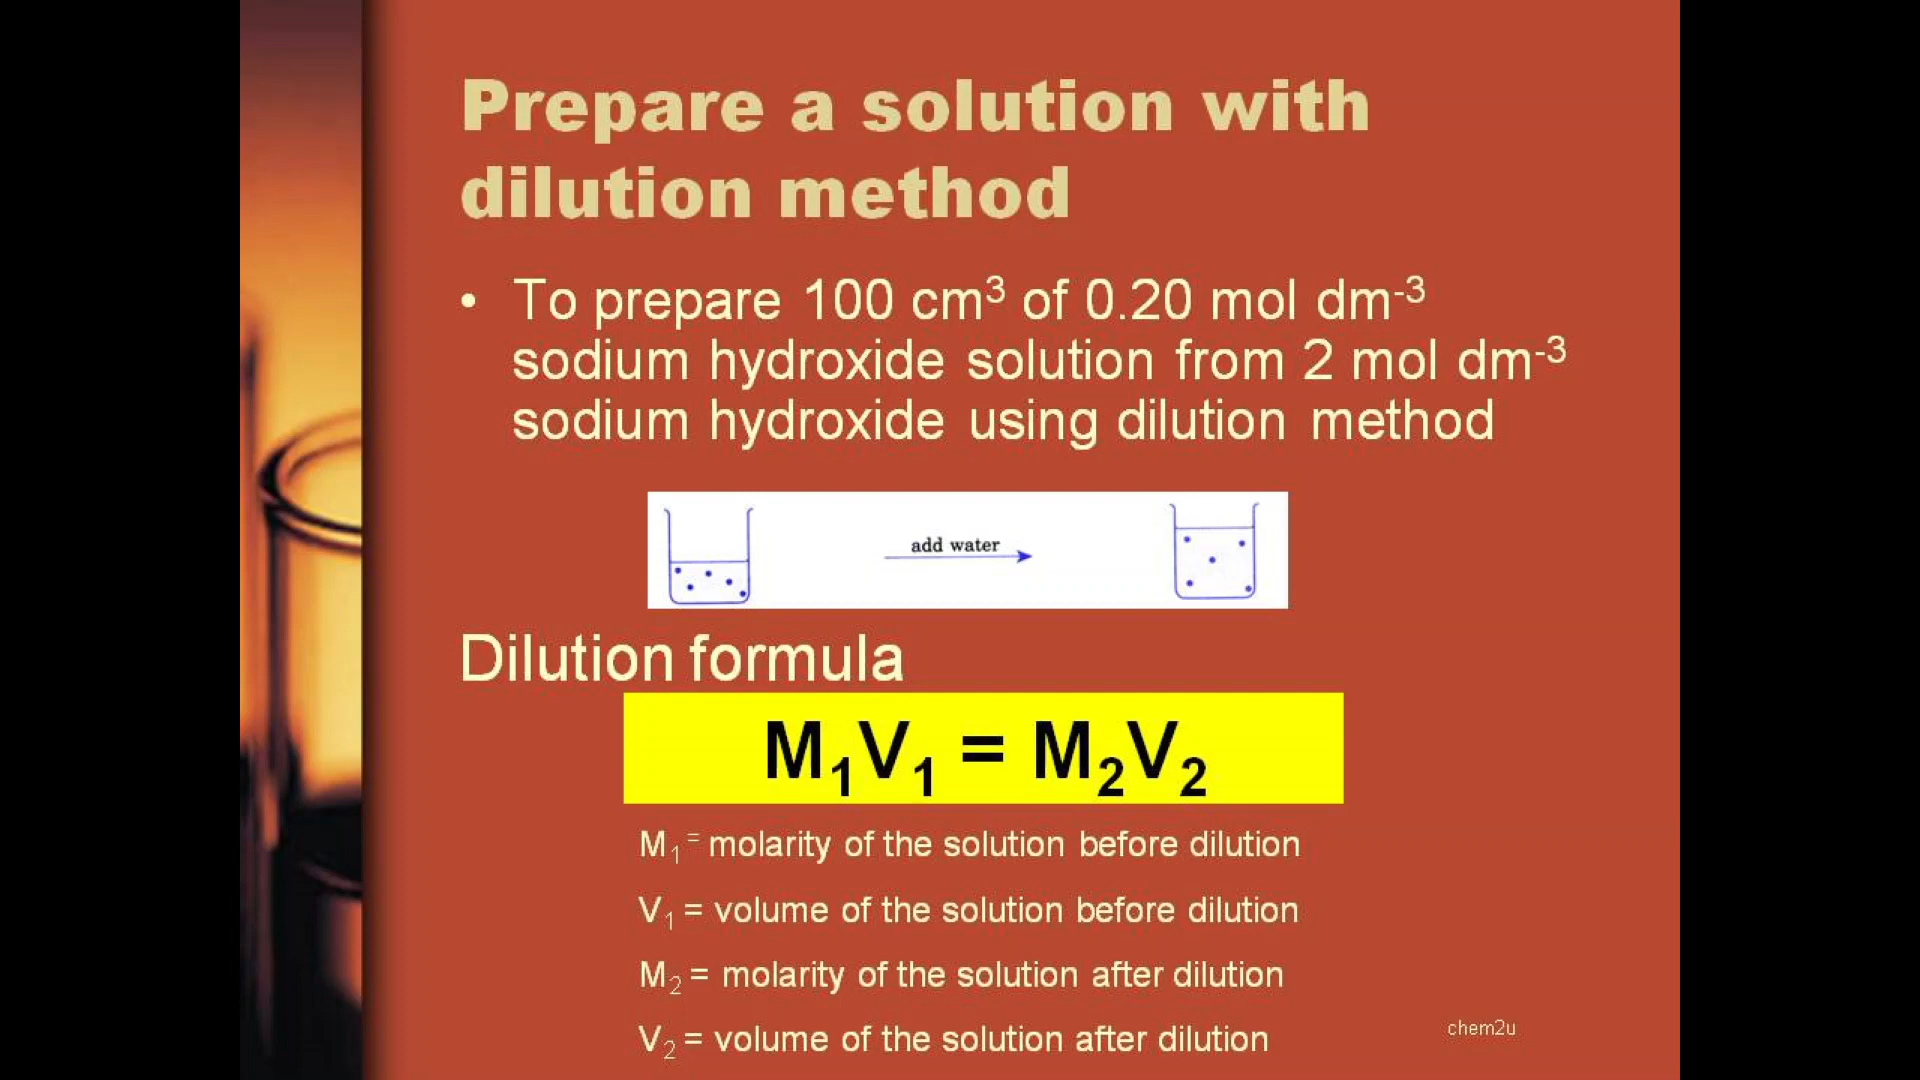 Prepare a solution with
dilution method
• To prepare 100 cm³ of 0.20 mol dm⁻³
sodium hydroxide solution from 2 mol dm⁻³
sodium hydroxide using dilution method
add water
Dilution formula
M₁V₁ = M₂V₂
M₁ = molarity of the solution before dilution
V₁ = volume of the solution before dilution
M₂ = molarity of the solution after dilution
V₂ = volume of the solution after dilution
chem2u